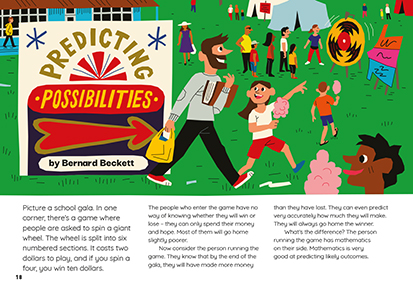 PREDICTING
POSSIBILITIES
by Bernard Beckett
Picture a school gala. In one
corner, there's a game where
people are asked to spin a giant
wheel. The wheel is split into six
numbered sections. It costs two
dollars to play, and if you spin a
four, you win ten dollars.
The people who enter the game have no
way of knowing whether they will win or
lose – they can only spend their money
and hope. Most of them will go home
slightly poorer.
Now consider the person running the
game. They know that by the end of the
gala, they will have made more money
than they have lost. They can even predict
very accurately how much they will make.
They will always go home the winner.
What's the difference? The person
running the game has mathematics
on their side. Mathematics is very
good at predicting likely outcomes.
18